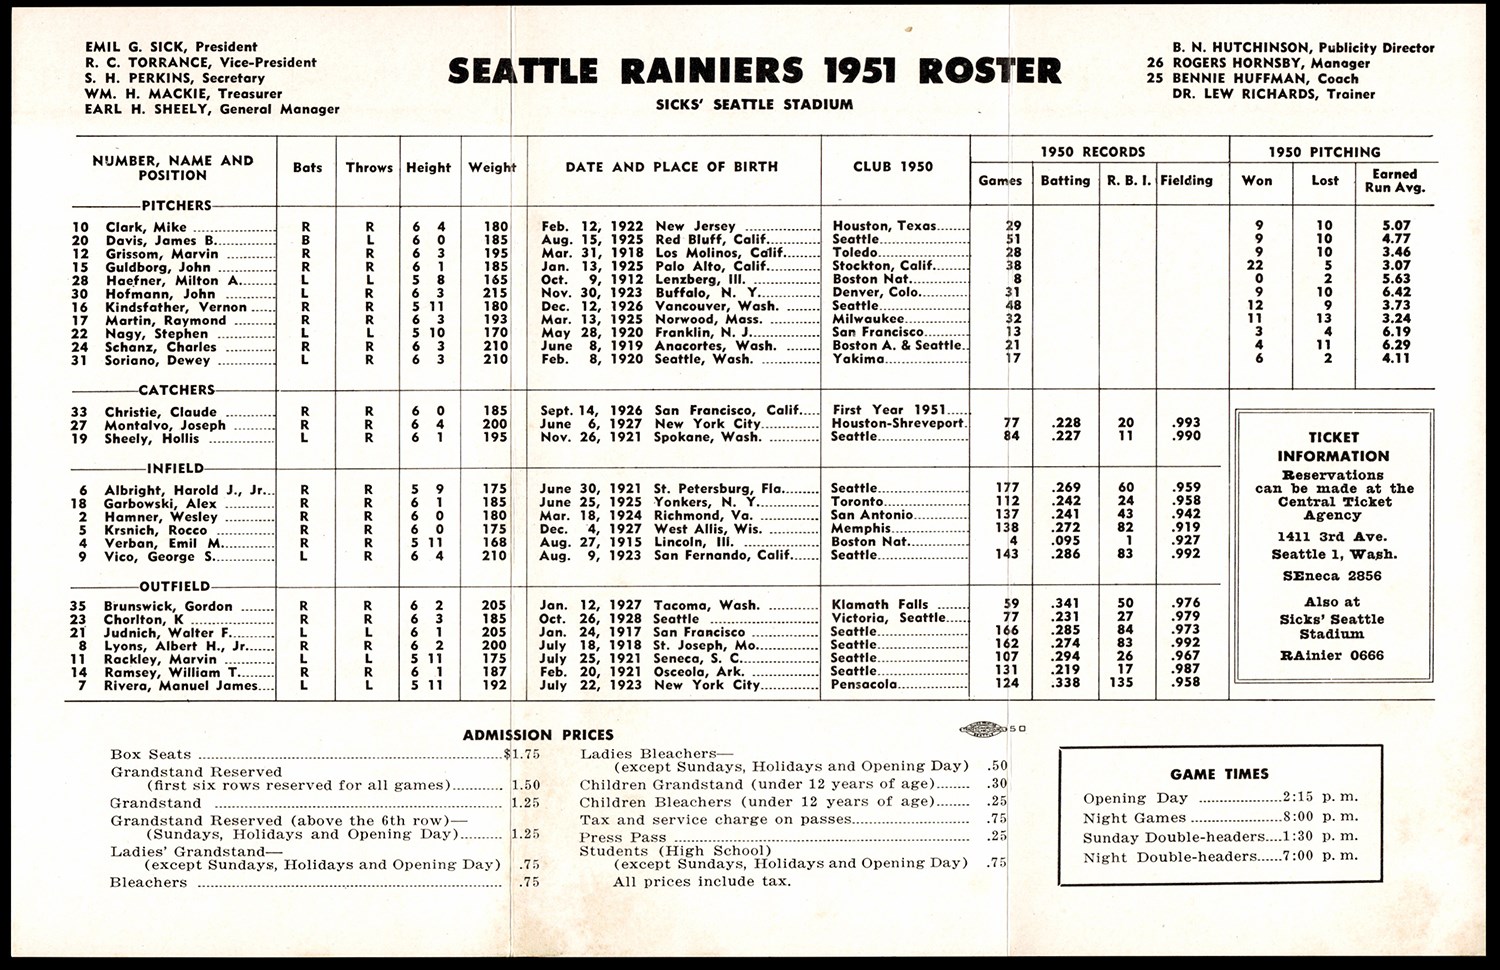 EMIL G. SICK, President
R. C. TORRANCE, Vice-President
S. H. PERKINS, Secretary
WM. H. MACKIE, Treasurer
EARL H. SHEELY, General Manager
SEATTLE RAINIERS 1951 ROSTER
SICKS' SEATTLE STADIUM
B. N. HUTCHINSON, Publicity Director
26 ROGERS HORNSBY, Manager
25 BENNIE HUFFMAN, Coach
DR. LEW RICHARDS, Trainer
NUMBER, NAME AND POSITION Bats Throws Height Weight DATE AND PLACE OF BIRTH CLUB 1950 1950 RECORDS 1950 PITCHING
Games Batting R. B. I. Fielding Won Lost Earned Run Avg.
PITCHERS
10 Clark, Mike R R 6 4 180 Feb. 12, 1922 New Jersey Houston, Texas 29 9 10 5.07
20 Davis, James B. B L 6 0 185 Aug. 15, 1925 Red Bluff, Calif. Seattle 51 9 10 4.77
12 Grissom, Marvin R R 6 3 195 Mar. 31, 1918 Los Molinos, Calif. Toledo 28 9 10 3.46
15 Guldborg, John R R 6 1 185 Jan. 13, 1925 Palo Alto, Calif. Stockton, Calif. 38 22 5 3.07
28 Haefner, Milton A. L L 5 8 165 Oct. 9, 1912 Lenzberg, Ill. Boston Nat. 8 0 2 5.63
30 Hofmann, John L R 6 3 215 Nov. 30, 1923 Buffalo, N. Y. Denver, Colo. 31 9 10 6.42
16 Kindsfather, Vernon R R 5 11 180 Dec. 12, 1926 Vancouver, Wash. Seattle 48 12 9 3.73
17 Martin, Raymond R R 6 3 193 Mar. 13, 1925 Norwood, Mass. Milwaukee 32 11 13 3.24
22 Nagy, Stephen L L 5 10 170 May 28, 1920 Franklin, N. J. San Francisco 13 3 4 6.19
24 Schanz, Charles R R 6 3 210 June 8, 1919 Anacortes, Wash. Boston A. & Seattle 21 4 11 6.29
31 Soriano, Dewey L R 6 3 210 Feb. 8, 1920 Seattle, Wash. Yakima 17 6 2 4.11
CATCHERS
33 Christie, Claude R R 6 0 185 Sept. 14, 1926 San Francisco, Calif. First Year 1951
27 Montalvo, Joseph R R 6 4 200 June 6, 1927 New York City Houston-Shreveport 77 .228 20 .993
19 Sheely, Hollis L R 6 1 195 Nov. 26, 1921 Spokane, Wash. Seattle 84 .227 11 .990
INFIELD
6 Albright, Harold J., Jr. R R 5 9 175 June 30, 1921 St. Petersburg, Fla. Seattle 177 .269 60 .959
18 Garbowski, Alex R R 6 1 185 June 25, 1925 Yonkers, N. Y. Toronto 112 .242 24 .958
2 Hamner, Wesley R R 6 0 180 Mar. 18, 1924 Richmond, Va. San Antonio 137 .241 43 .942
5 Krsnich, Rocco R R 6 0 175 Dec. 4, 1927 West Allis, Wis. Memphis 138 .272 82 .919
4 Verban, Emil M. R R 5 11 168 Aug. 27, 1915 Lincoln, Ill. Boston Nat. 4 .095 1 .927
9 Vico, George S. L R 6 4 210 Aug. 9, 1923 San Fernando, Calif. Seattle 143 .286 83 .992
OUTFIELD
35 Brunswick, Gordon R R 6 2 205 Jan. 12, 1927 Tacoma, Wash. Klamath Falls 59 .341 50 .976
23 Chorlton, K R R 6 3 185 Oct. 26, 1928 Seattle Victoria, Seattle 77 .231 27 .979
21 Judnich, Walter F. L L 6 1 205 Jan. 24, 1917 San Francisco Seattle 166 .285 84 .973
8 Lyons, Albert H., Jr. R R 6 2 200 July 18, 1918 St. Joseph, Mo. Seattle 162 .274 83 .992
11 Rackley, Marvin L L 5 11 175 July 25, 1921 Seneca, S. C. Seattle 107 .294 26 .967
14 Ramsey, William T. R R 6 1 187 Feb. 20, 1921 Osceola, Ark. Seattle 131 .219 17 .987
7 Rivera, Manuel James L L 5 11 192 July 22, 1923 New York City Pensacola 124 .338 135 .958
TICKET
INFORMATION
Reservations
can be made at the
Central Ticket
Agency
1411 3rd Ave.
Seattle 1, Wash.
SEneca 2856
Also at
Sicks' Seattle
Stadium
RAinier 0666
ADMISSION PRICES
Box Seats $1.75
Grandstand Reserved
(first six rows reserved for all games) 1.50
Grandstand 1.25
Grandstand Reserved (above the 6th row)—
(Sundays, Holidays and Opening Day) 1.25
Ladies' Grandstand—
(except Sundays, Holidays and Opening Day) .75
Bleachers .75
Ladies Bleachers—
(except Sundays, Holidays and Opening Day) .50
Children Grandstand (under 12 years of age) .30
Children Bleachers (under 12 years of age) .25
Tax and service charge on passes .75
Press Pass .25
Students (High School)
(except Sundays, Holidays and Opening Day) .75
All prices include tax.
50
GAME TIMES
Opening Day 2:15 p. m.
Night Games 8:00 p. m.
Sunday Double-headers 1:30 p. m.
Night Double-headers 7:00 p. m.